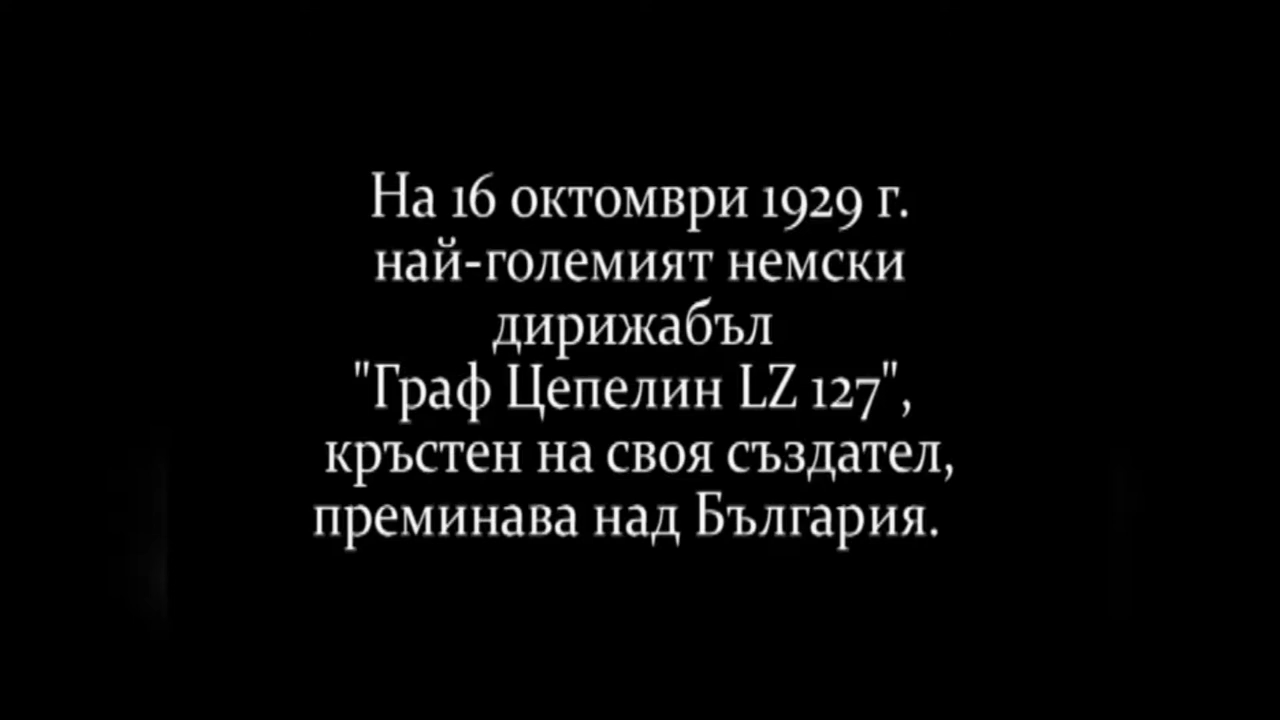 На 16 октомври 1929 г.
най-големият немски
дирижабъл
"Граф Цепелин LZ 127",
кръстен на своя създател,
преминава над България.